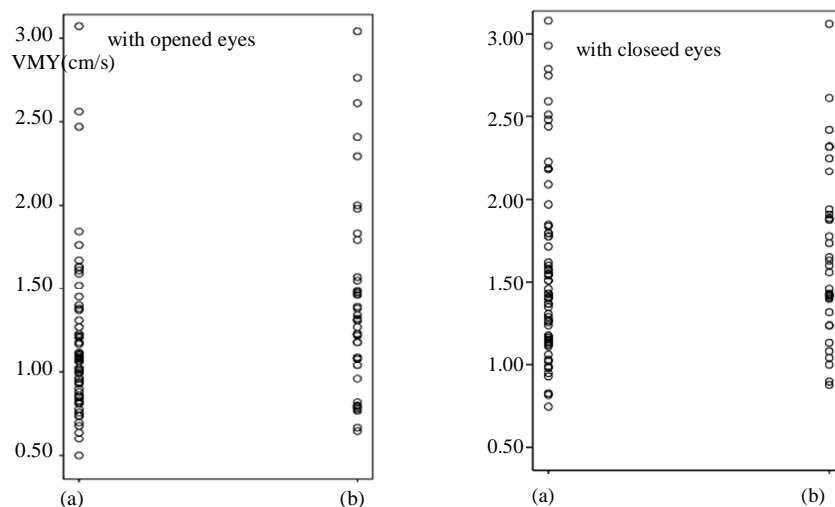 3.00
with opened eyes
VMY(cm/s)
2.50
2.00
1.50
1.00
0.50
(a)
(b)
3.00
with closeed eyes
2.50
2.00
1.50
1.00
0.50
(a)
(b)